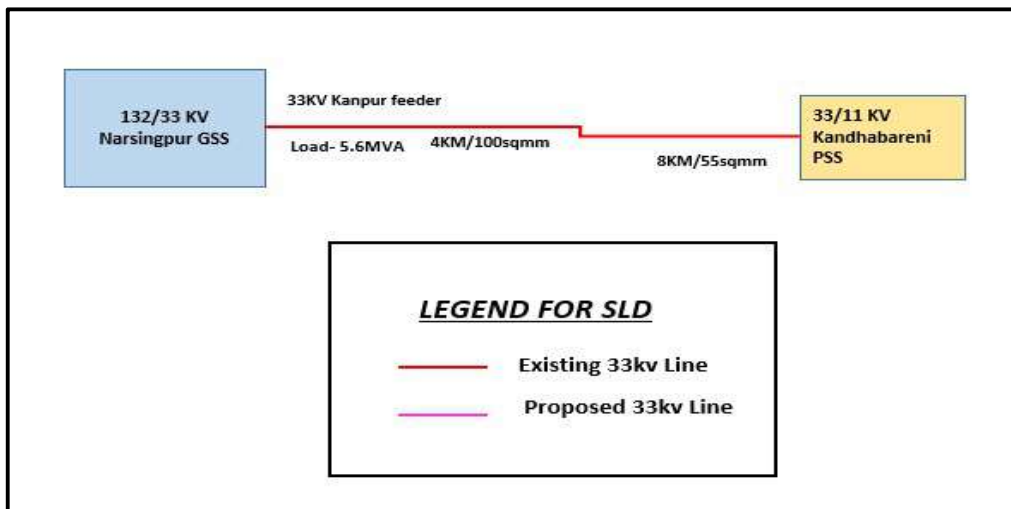 132/33 KV
Narsingpur GSS
33KV Kanpur feeder
Load- 5.6MVA
4KM/100sqmm
8KM/55sqmm
33/11 KV
Kandhabareni
PSS
LEGEND FOR SLD
Existing 33kv Line
Proposed 33kv Line